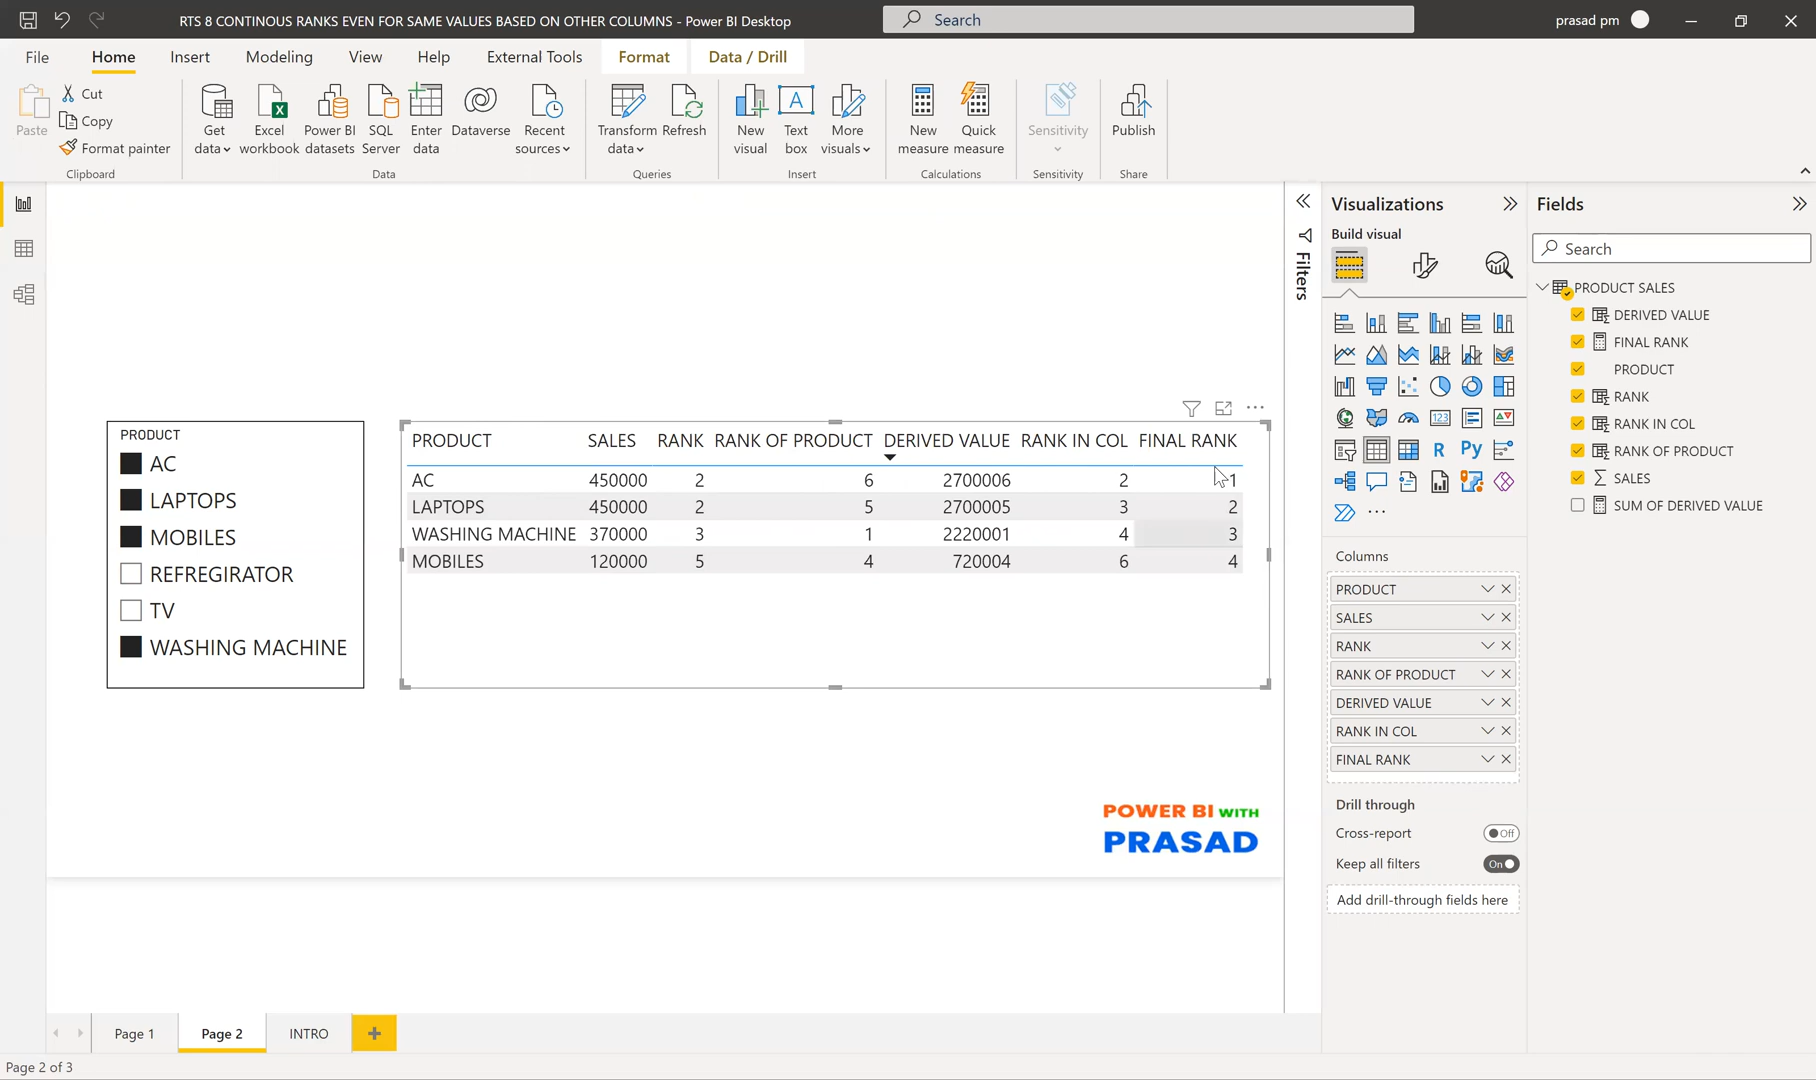 RTS 8 CONTINOUS RANKS EVEN FOR SAME VALUES BASED ON OTHER COLUMNS - Power BI Desktop
Search
prasad pm
File Home Insert Modeling View Help External Tools Format Data / Drill
Paste
Cut
Copy
Format painter
Clipboard
Get data
Excel workbook
Power BI datasets
SQL Server
Enter data
Dataverse
Recent sources
Data
Transform data
Refresh
Queries
New visual
Text box
More visuals
Insert
New measure
Quick measure
Calculations
Sensitivity
Sensitivity
Publish
Share
PRODUCT
AC
LAPTOPS
MOBILES
REFREGIRATOR
TV
WASHING MACHINE
PRODUCT SALES RANK RANK OF PRODUCT DERIVED VALUE RANK IN COL FINAL RANK
AC 450000 2 6 2700006 2 1
LAPTOPS 450000 2 5 2700005 3 2
WASHING MACHINE 370000 3 1 2220001 4 3
MOBILES 120000 5 4 720004 6 4
POWER BI WITH
PRASAD
Filters
Visualizations
Build visual
R
Py
123
Columns
PRODUCT
SALES
RANK
RANK OF PRODUCT
DERIVED VALUE
RANK IN COL
FINAL RANK
Drill through
Cross-report Off
Keep all filters On
Add drill-through fields here
Fields
Search
PRODUCT SALES
DERIVED VALUE
FINAL RANK
PRODUCT
RANK
RANK IN COL
RANK OF PRODUCT
SALES
SUM OF DERIVED VALUE
Page 1 Page 2 INTRO
Page 2 of 3